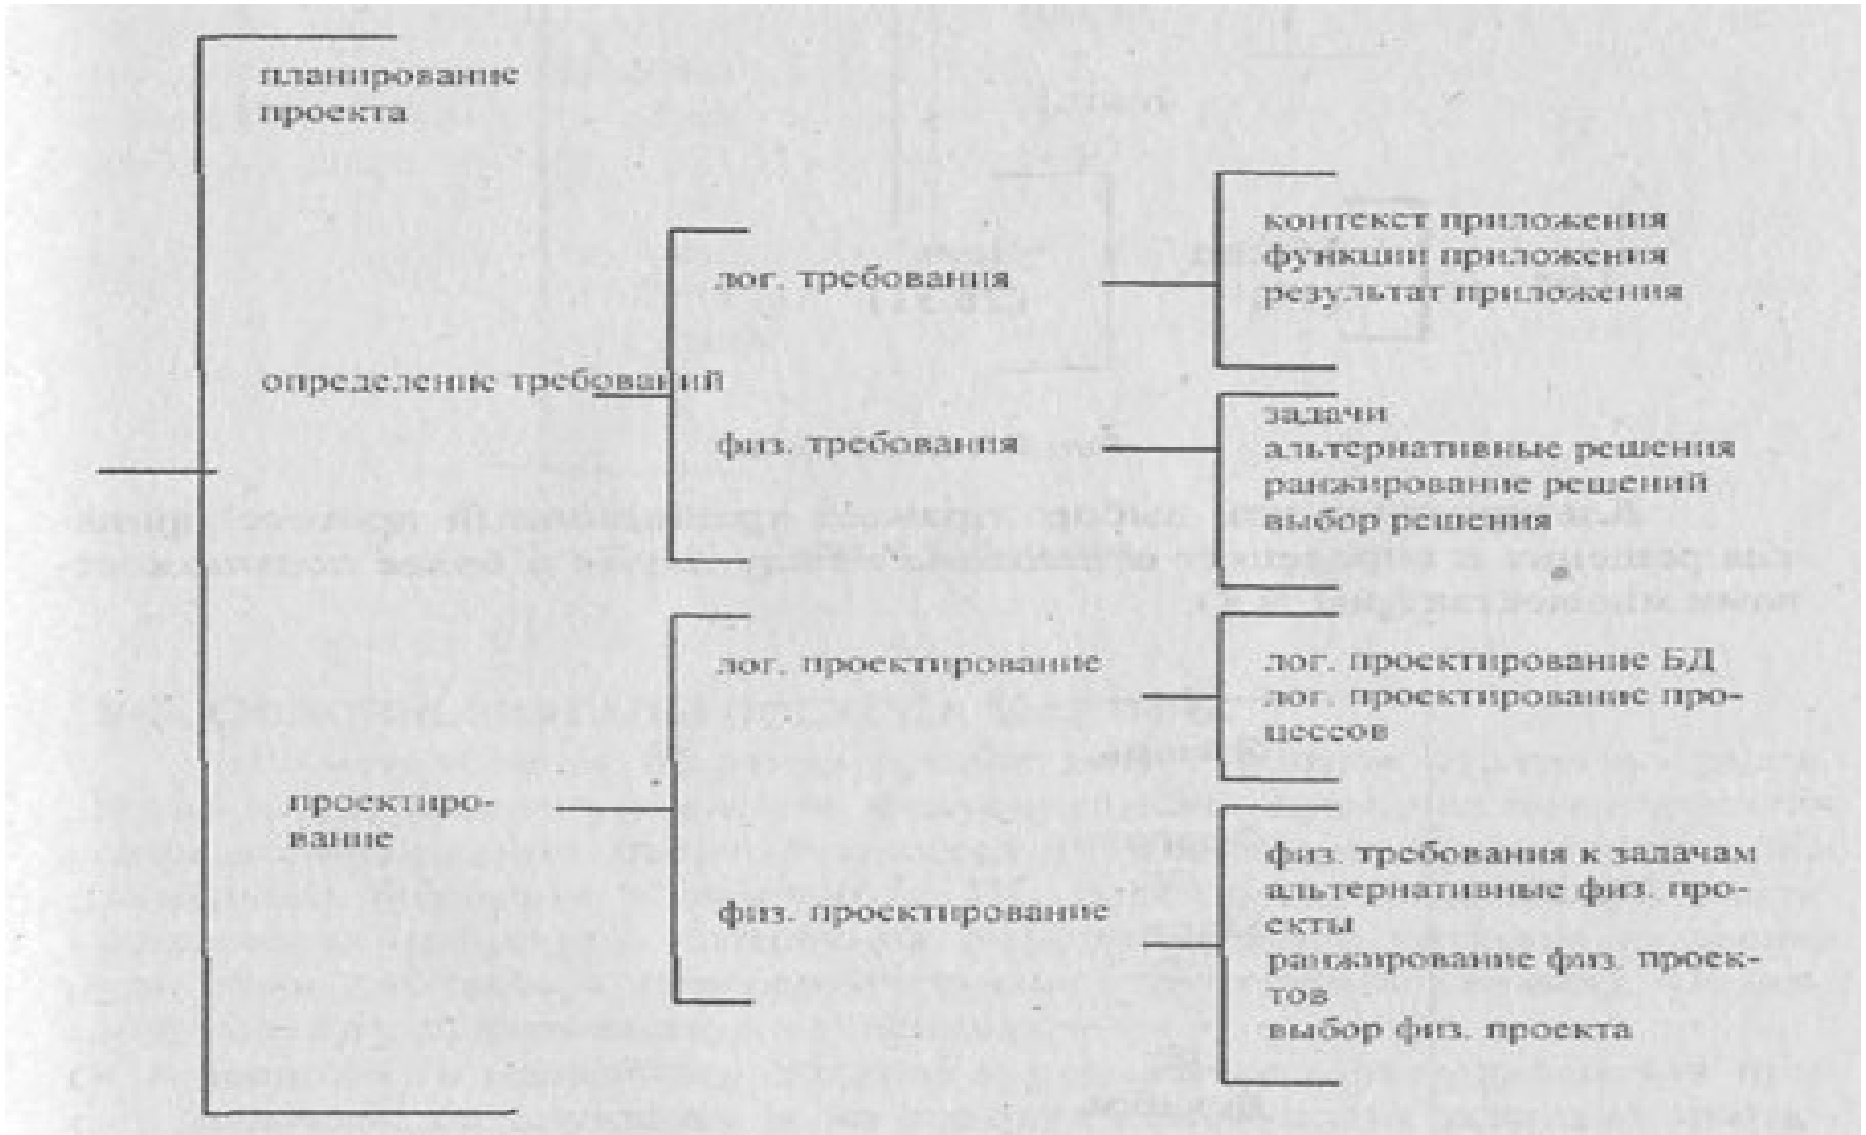 планирование
проекта
определение требований
лог. требования
контекст приложения
функции приложения
результат приложения
физ. требования
задачи
альтернативные решения
ранжирование решений
выбор решения
проектиро-
вание
лог. проектирование
лог. проектирование БД
лог. проектирование про-
цессов
физ. проектирование
физ. требования к задачам
альтернативные физ. про-
екты
ранжирование физ. проек-
тов
выбор физ. проекта